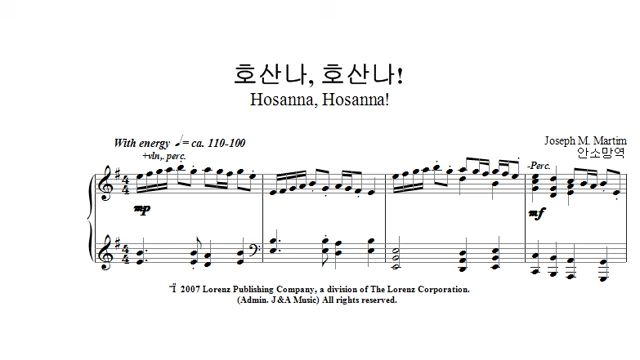 호산나, 호산나!
Hosanna, Hosanna!
With energy ♩= ca. 110-100
Joseph M. Martim
+vln,. perc.
안소망역
-Perc.
mp
mf
2007 Lorenz Publishing Company, a division of The Lorenz Corporation.
(Admin. J&A Music) All rights reserved.